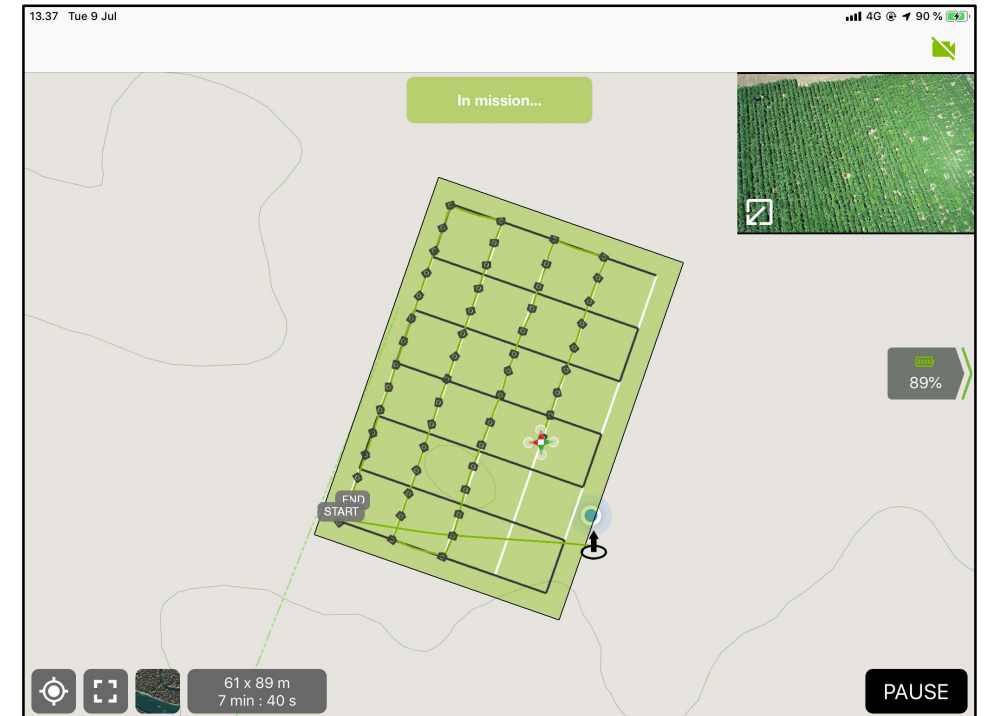 13.37 Tue 9 Jul
4G 90 %
In mission...
89%
END
START
61 x 89 m
7 min : 40 s
PAUSE